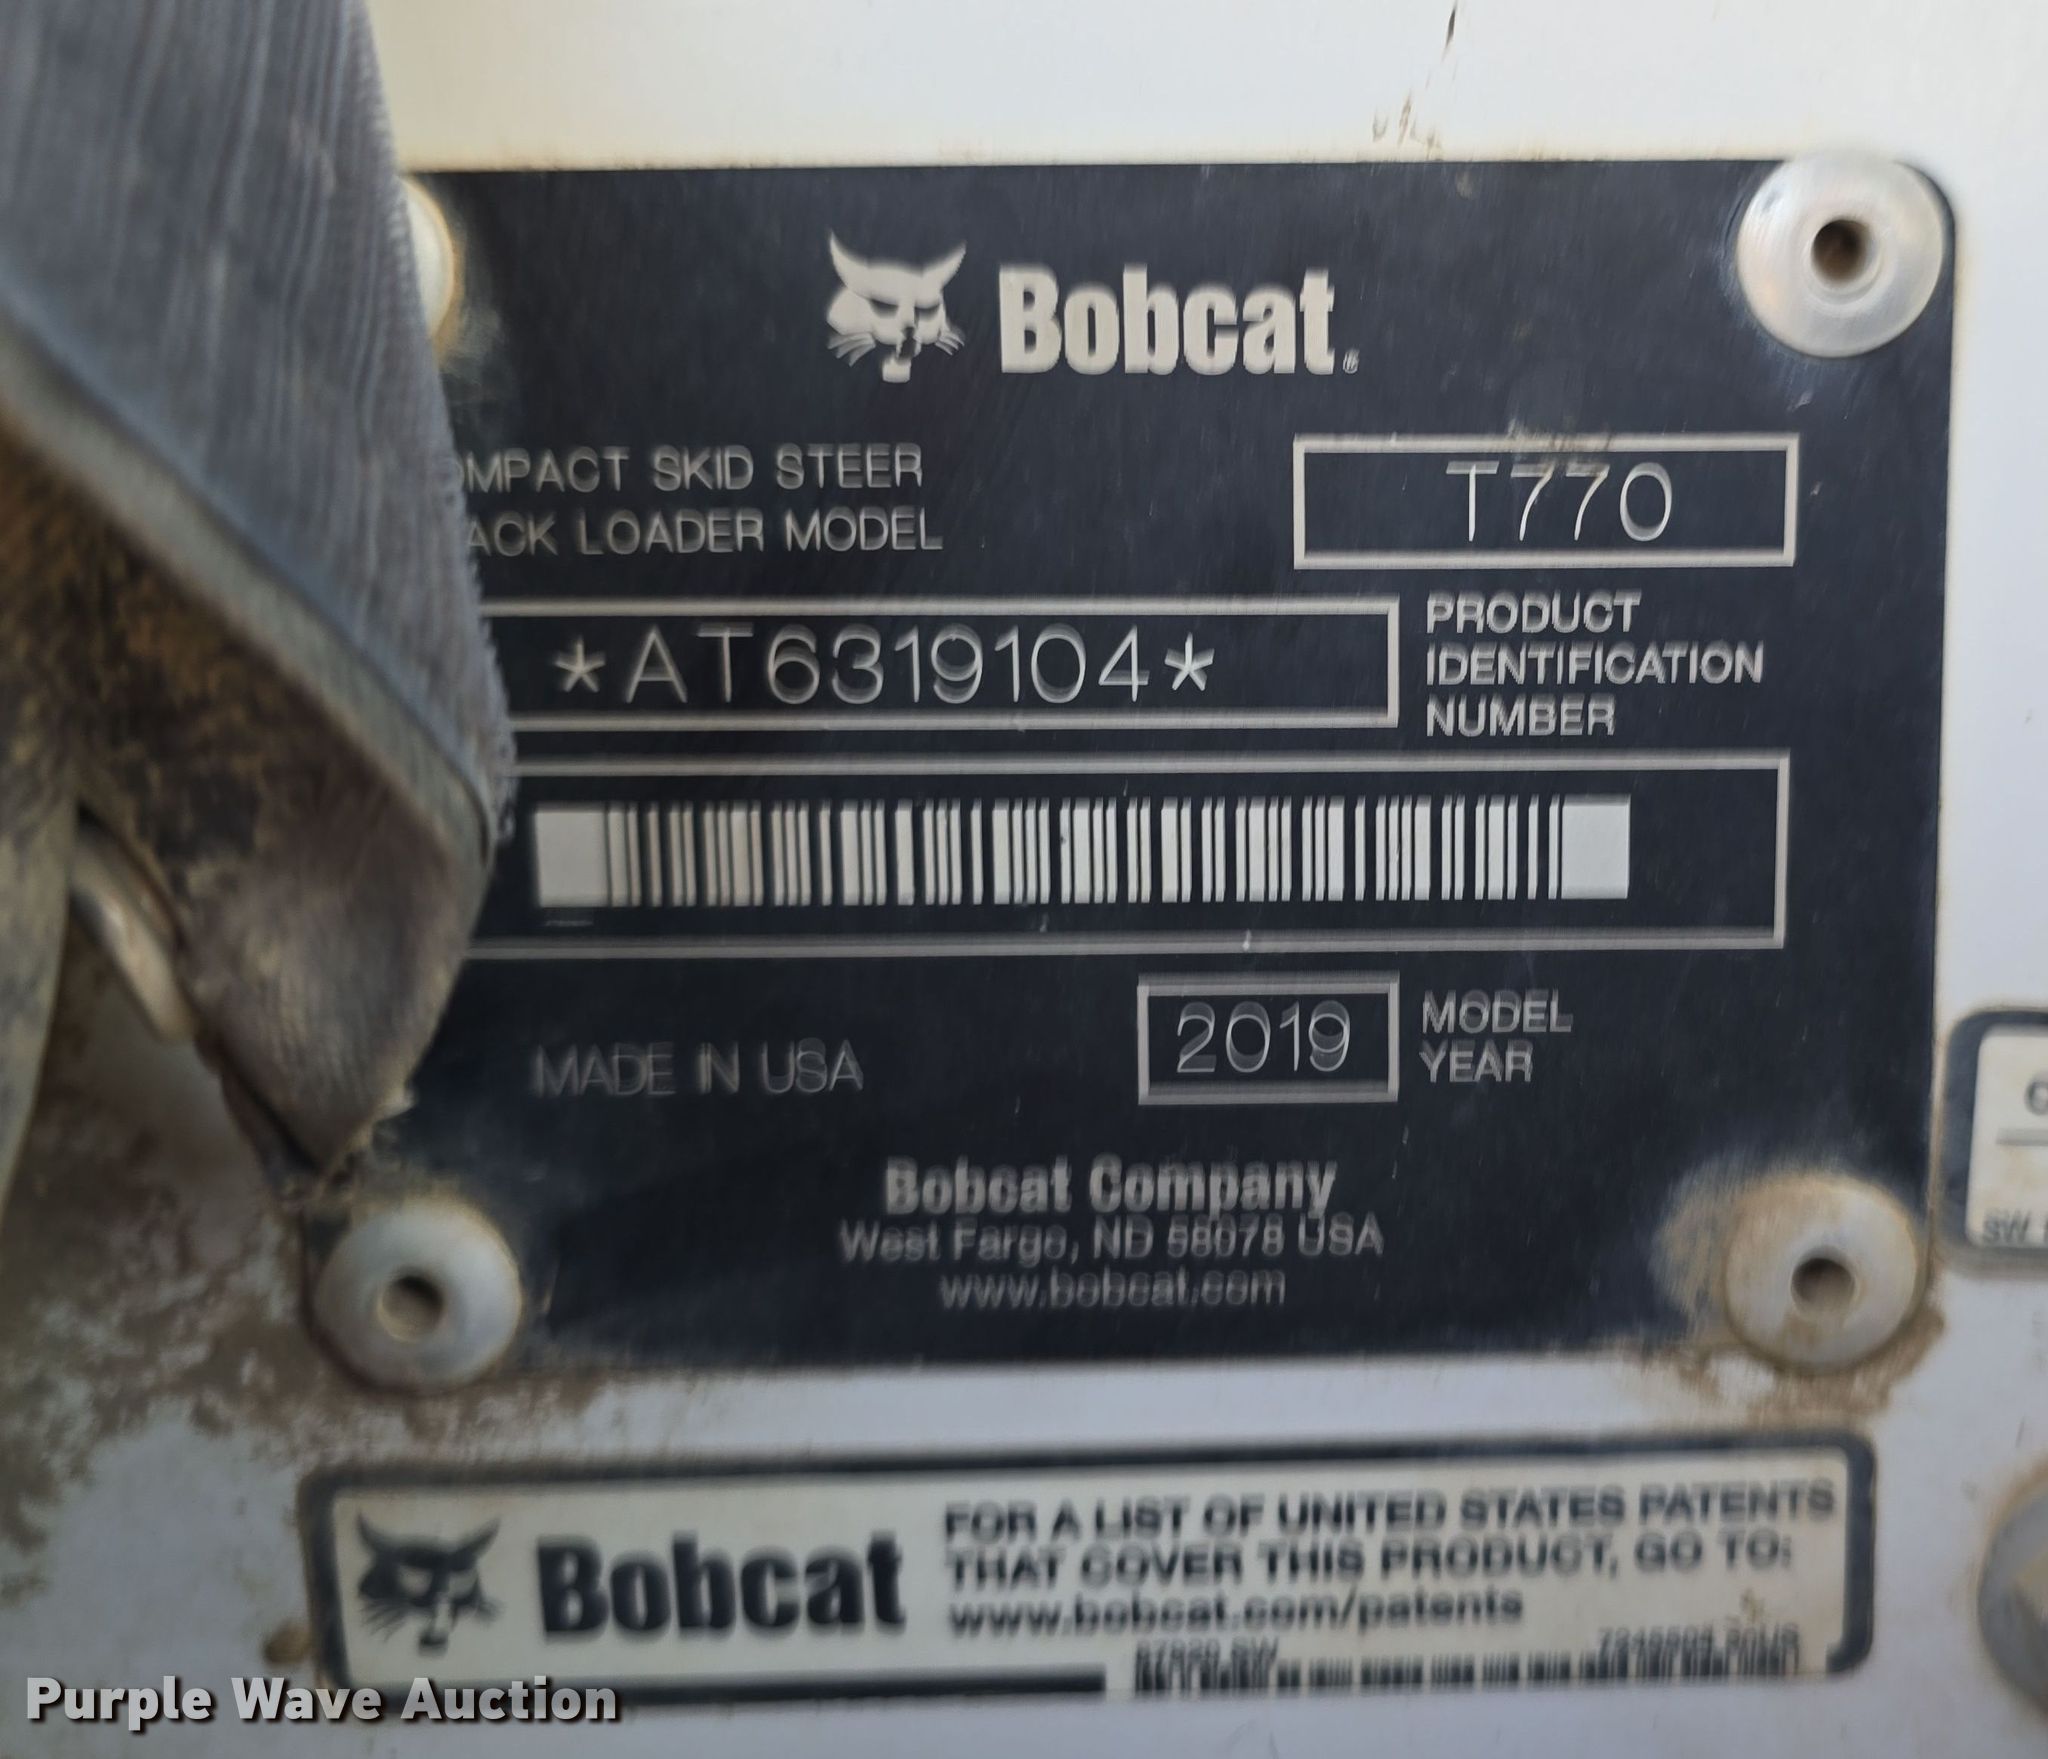 Bobcat®
OMPACT SKID STEER
ACK LOADER MODEL
T770
*AT6319104*
PRODUCT
IDENTIFICATION
NUMBER
MADE IN USA
2019
MODEL
YEAR
Bobcat Company
West Fargo, ND 58078 USA
www.bobcat.com
SW
Bobcat
FOR A LIST OF UNITED STATES PATENTS
THAT COVER THIS PRODUCT, GO TO:
www.bobcat.com/patents
Purple Wave Auction